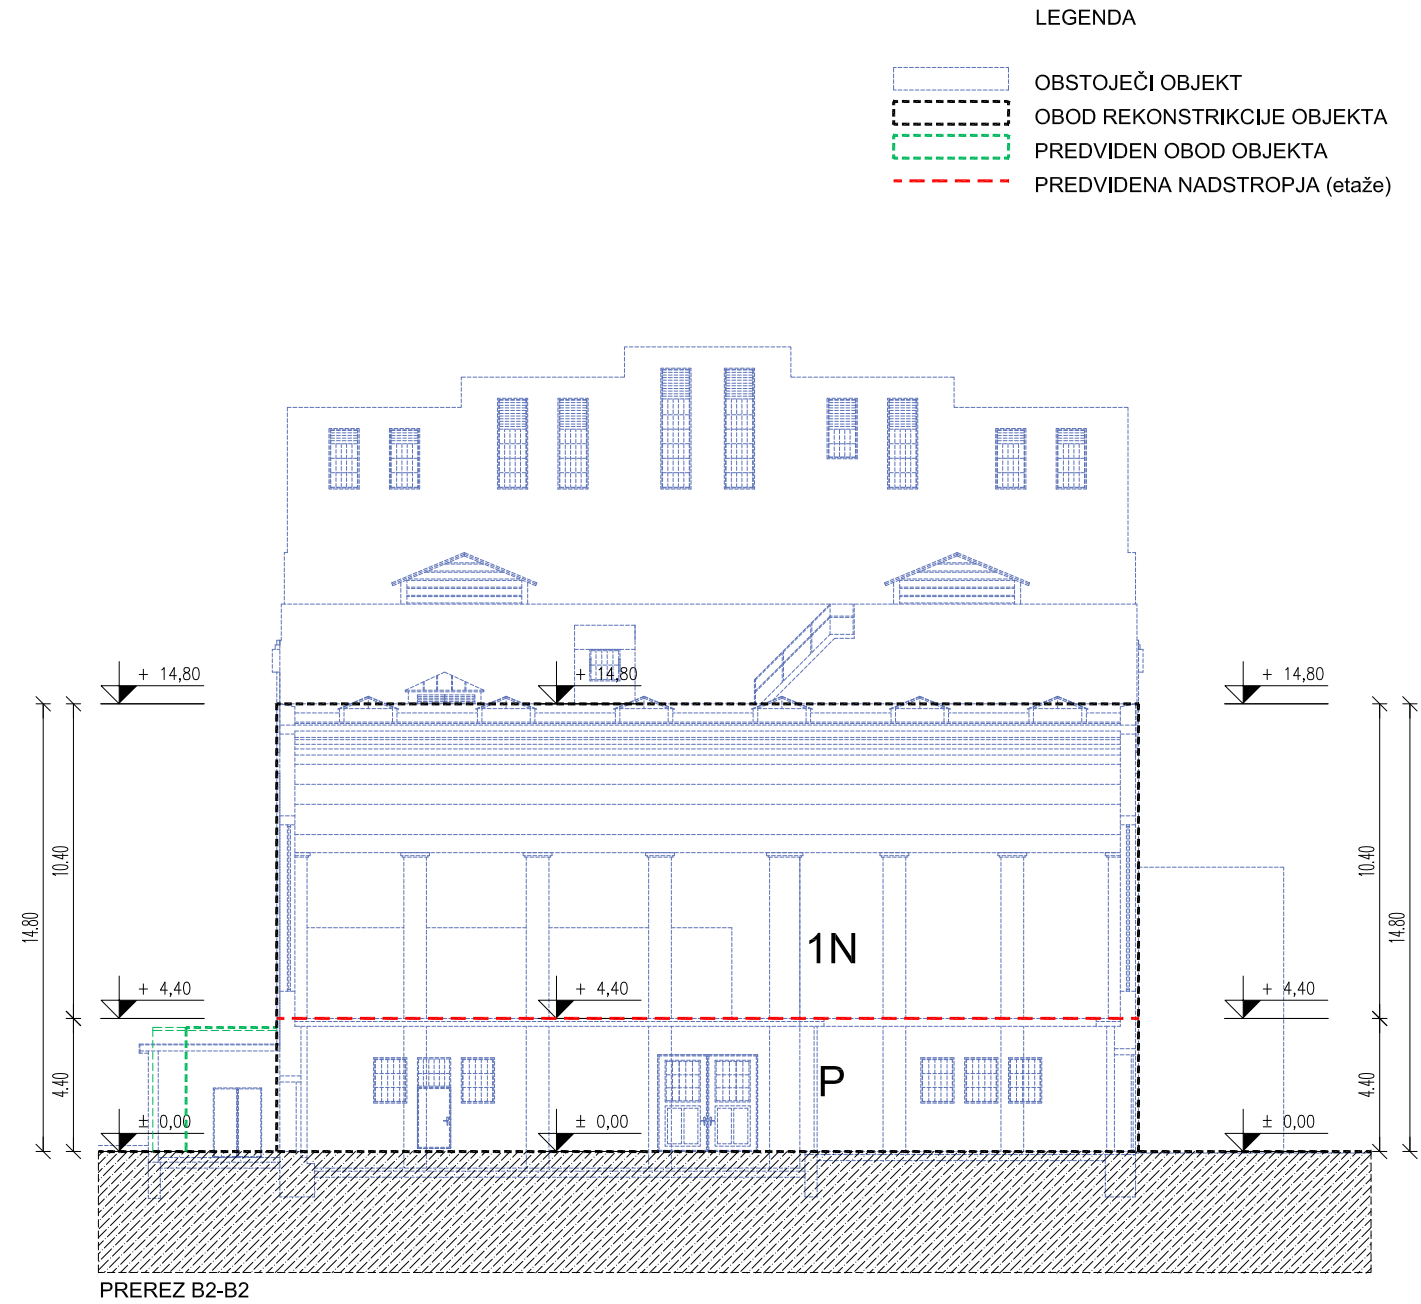 LEGENDA
OBSTOJEČI OBJEKT
OBOD REKONSTRIKCIJE OBJEKTA
PREDVIDEN OBOD OBJEKTA
PREDVIDENA NADSTROPJA (etaže)
+ 14,80
+ 14,80
+ 14,80
10.40
14.80
10.40
14.80
1N
+ 4,40
+ 4,40
+ 4,40
4.40
P
4.40
± 0,00
± 0,00
± 0,00
PREREZ B2-B2